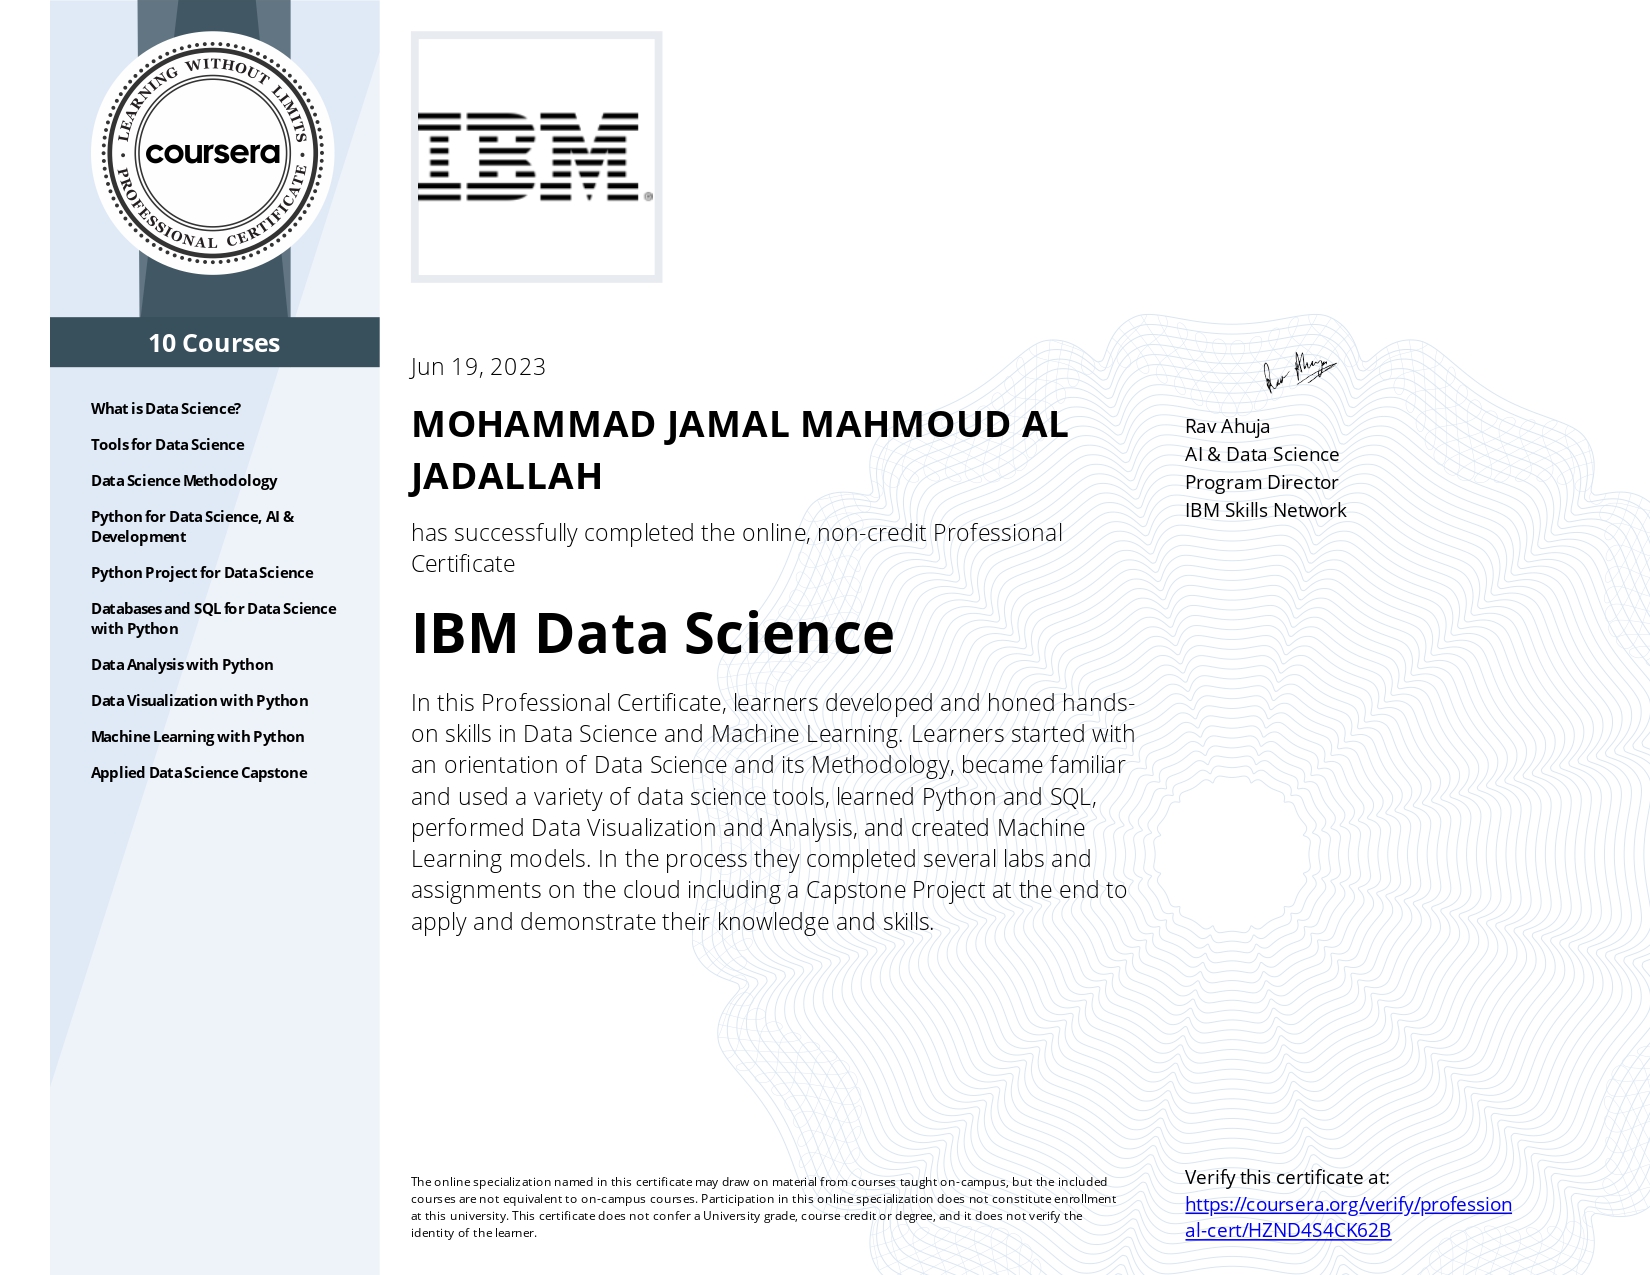 LEARNING WITHOUT LIMITS
coursera
PROFESSIONAL CERTIFICATE
10 Courses
What is Data Science?
Tools for Data Science
Data Science Methodology
Python for Data Science, AI &
Development
Python Project for Data Science
Databases and SQL for Data Science
with Python
Data Analysis with Python
Data Visualization with Python
Machine Learning with Python
Applied Data Science Capstone
IBM®
Jun 19, 2023
MOHAMMAD JAMAL MAHMOUD AL
JADALLAH
has successfully completed the online, non-credit Professional
Certificate
IBM Data Science
In this Professional Certificate, learners developed and honed hands-
on skills in Data Science and Machine Learning. Learners started with
an orientation of Data Science and its Methodology, became familiar
and used a variety of data science tools, learned Python and SQL,
performed Data Visualization and Analysis, and created Machine
Learning models. In the process they completed several labs and
assignments on the cloud including a Capstone Project at the end to
apply and demonstrate their knowledge and skills.
The online specialization named in this certificate may draw on material from courses taught on-campus, but the included
courses are not equivalent to on-campus courses. Participation in this online specialization does not constitute enrollment
at this university. This certificate does not confer a University grade, course credit or degree, and it does not verify the
identity of the learner.
Rav Ahuja
Rav Ahuja
AI & Data Science
Program Director
IBM Skills Network
Verify this certificate at:
https://coursera.org/verify/profession
al-cert/HZND4S4CK62B